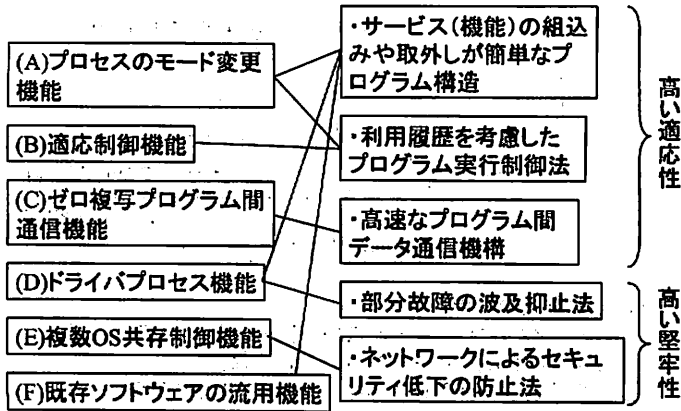 (A)プロセスのモード変更
機能
(B)適応制御機能
(C)ゼロ複写プログラム間
通信機能
(D)ドライバプロセス機能
(E)複数OS共存制御機能
(F)既存ソフトウェアの流用機能
・サービス(機能)の組込
みや取外しが簡単なプ
ログラム構造
・利用履歴を考慮した
プログラム実行制御法
・高速なプログラム間
データ通信機構
・部分故障の波及抑止法
・ネットワークによるセキュ
リティ低下の防止法
高い適応性
高い堅牢性